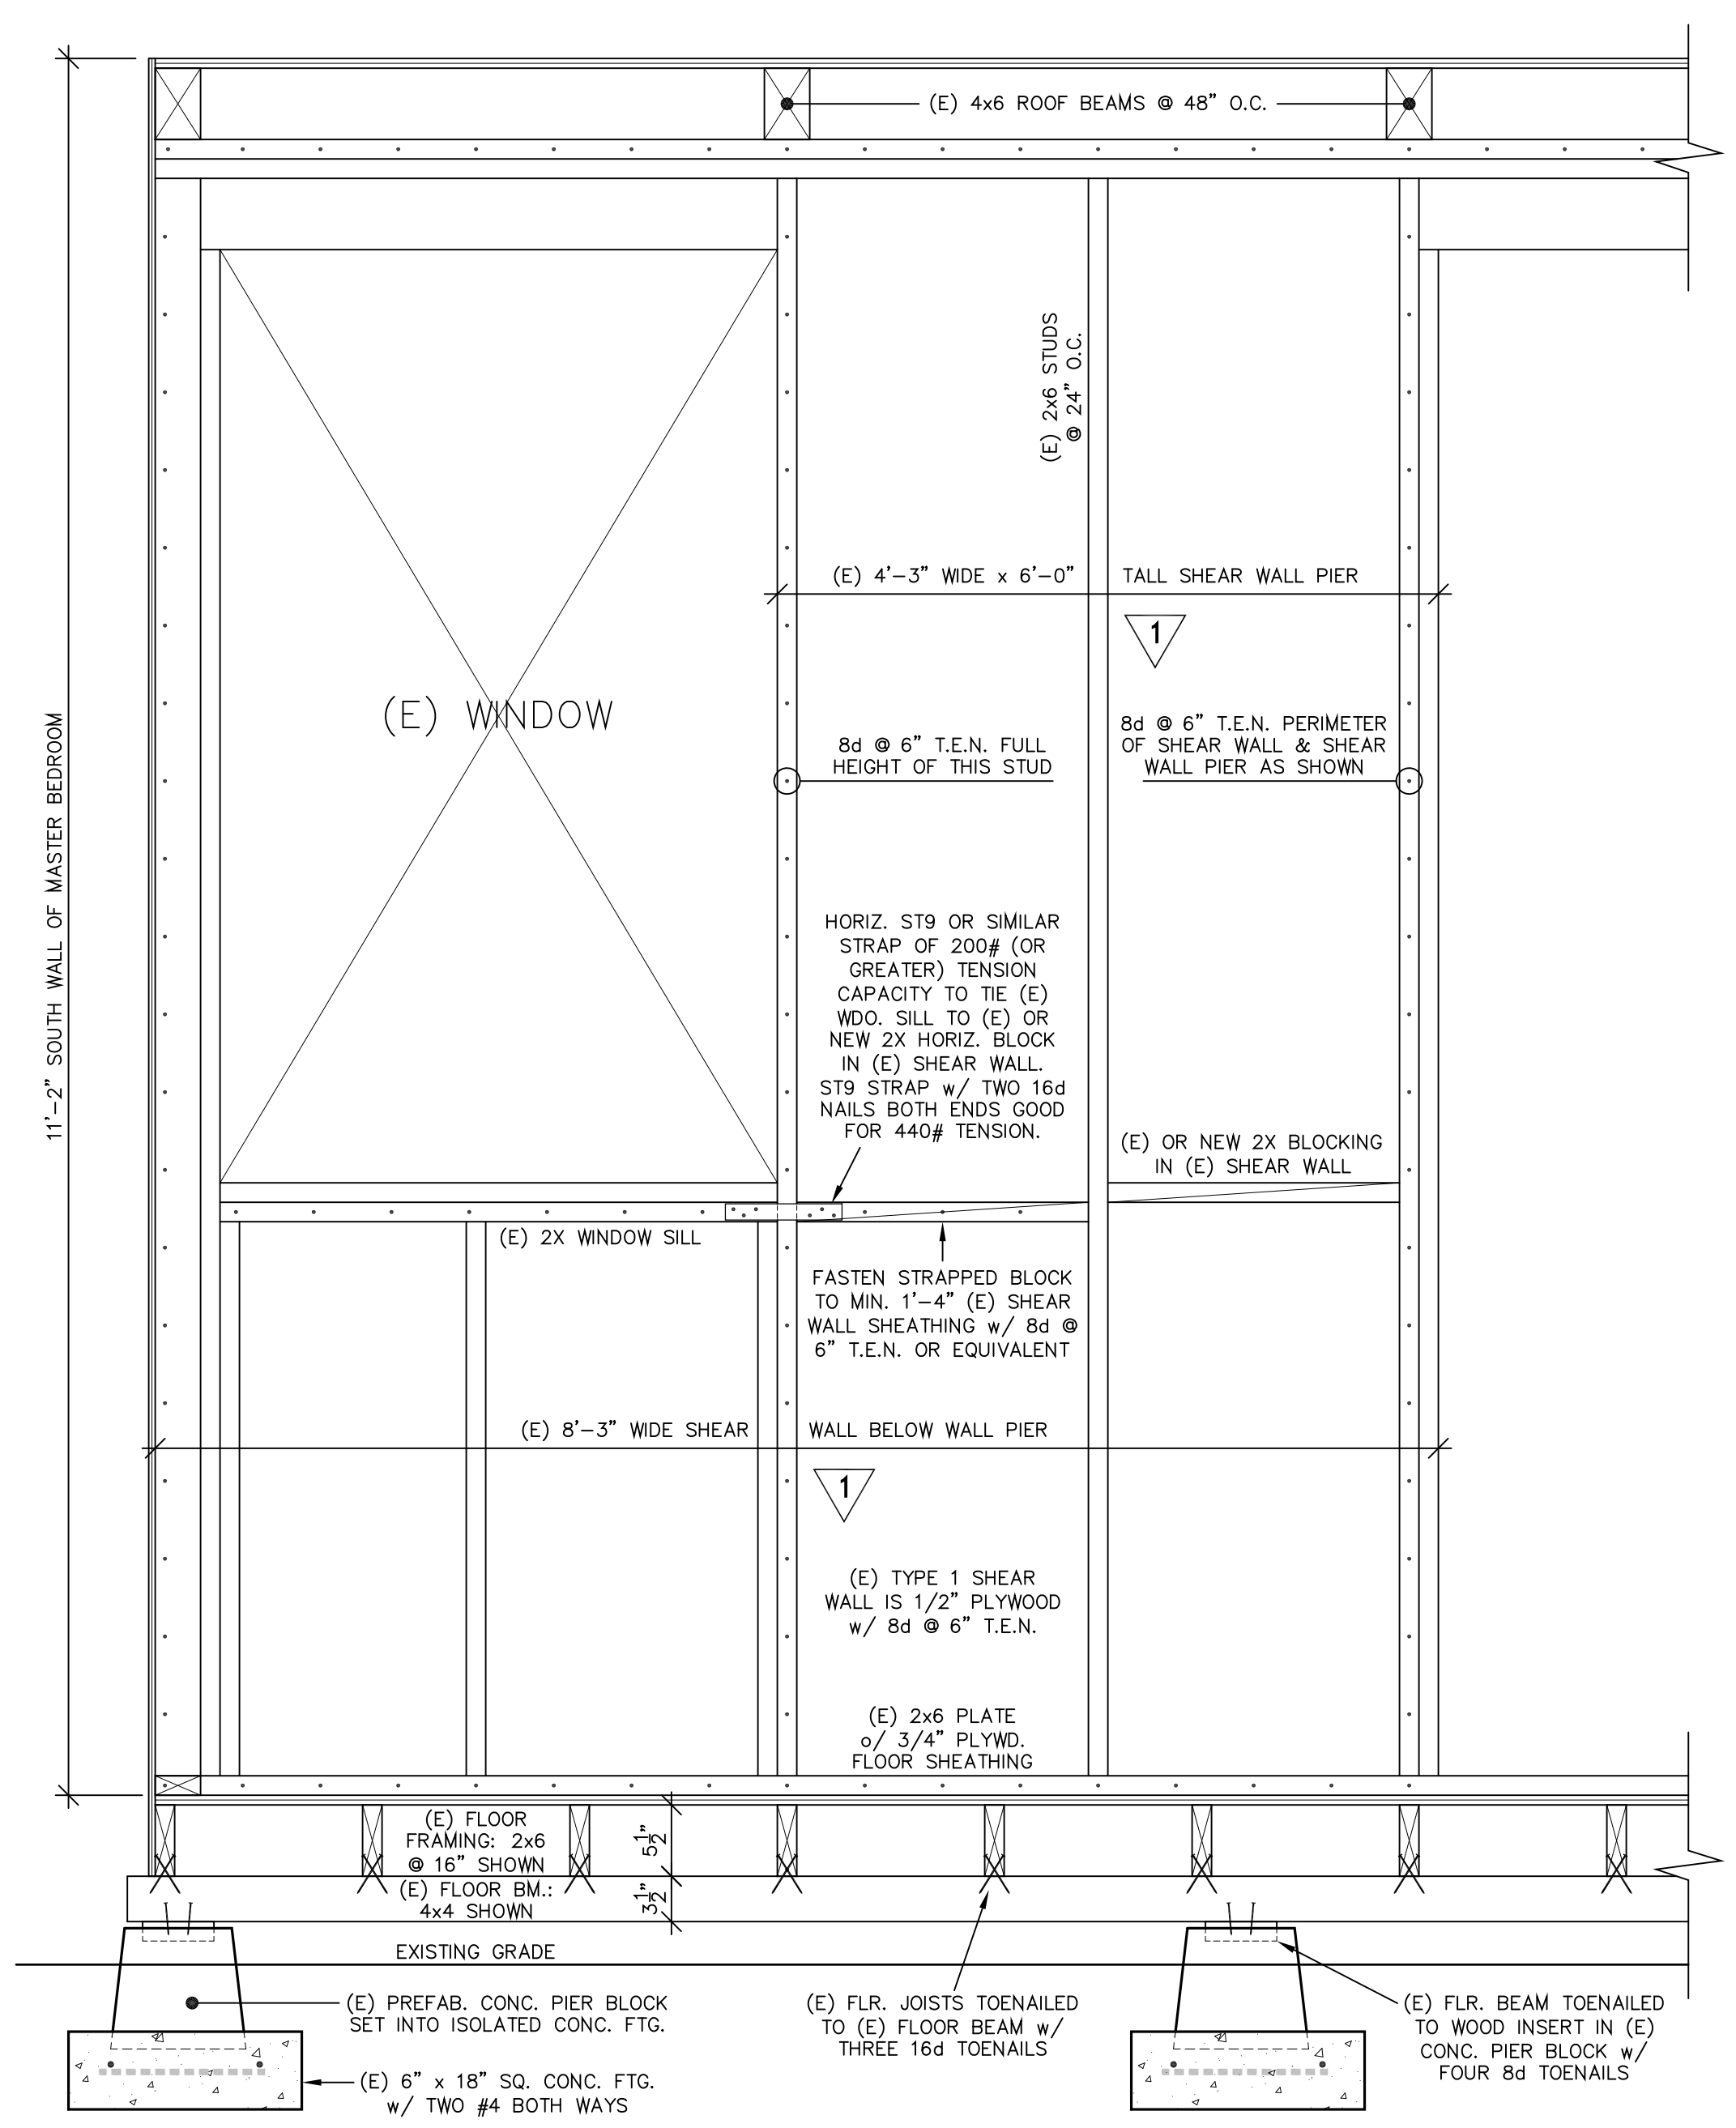 (E) 4x6 ROOF BEAMS @ 48" O.C.
(E) 2x6 STUDS
@ 24" O.C.
(E) 4'-3" WIDE x 6'-0" TALL SHEAR WALL PIER
1
(E) WINDOW
8d @ 6" T.E.N. FULL
HEIGHT OF THIS STUD
8d @ 6" T.E.N. PERIMETER
OF SHEAR WALL & SHEAR
WALL PIER AS SHOWN
11'-2" SOUTH WALL OF MASTER BEDROOM
HORIZ. ST9 OR SIMILAR
STRAP OF 200# (OR
GREATER) TENSION
CAPACITY TO TIE (E)
WDO. SILL TO (E) OR
NEW 2X HORIZ. BLOCK
IN (E) SHEAR WALL.
ST9 STRAP w/ TWO 16d
NAILS BOTH ENDS GOOD
FOR 440# TENSION.
(E) OR NEW 2X BLOCKING
IN (E) SHEAR WALL
(E) 2X WINDOW SILL
FASTEN STRAPPED BLOCK
TO MIN. 1'-4" (E) SHEAR
WALL SHEATHING w/ 8d @
6" T.E.N. OR EQUIVALENT
(E) 8'-3" WIDE SHEAR WALL BELOW WALL PIER
1
(E) TYPE 1 SHEAR
WALL IS 1/2" PLYWOOD
w/ 8d @ 6" T.E.N.
(E) 2x6 PLATE
o/ 3/4" PLYWD.
FLOOR SHEATHING
(E) FLOOR
FRAMING: 2x6
@ 16" SHOWN
5 1/2"
(E) FLOOR BM.:
4x4 SHOWN
3 1/2"
EXISTING GRADE
(E) PREFAB. CONC. PIER BLOCK
SET INTO ISOLATED CONC. FTG.
(E) 6" x 18" SQ. CONC. FTG.
w/ TWO #4 BOTH WAYS
(E) FLR. JOISTS TOENAILED
TO (E) FLOOR BEAM w/
THREE 16d TOENAILS
(E) FLR. BEAM TOENAILED
TO WOOD INSERT IN (E)
CONC. PIER BLOCK w/
FOUR 8d TOENAILS